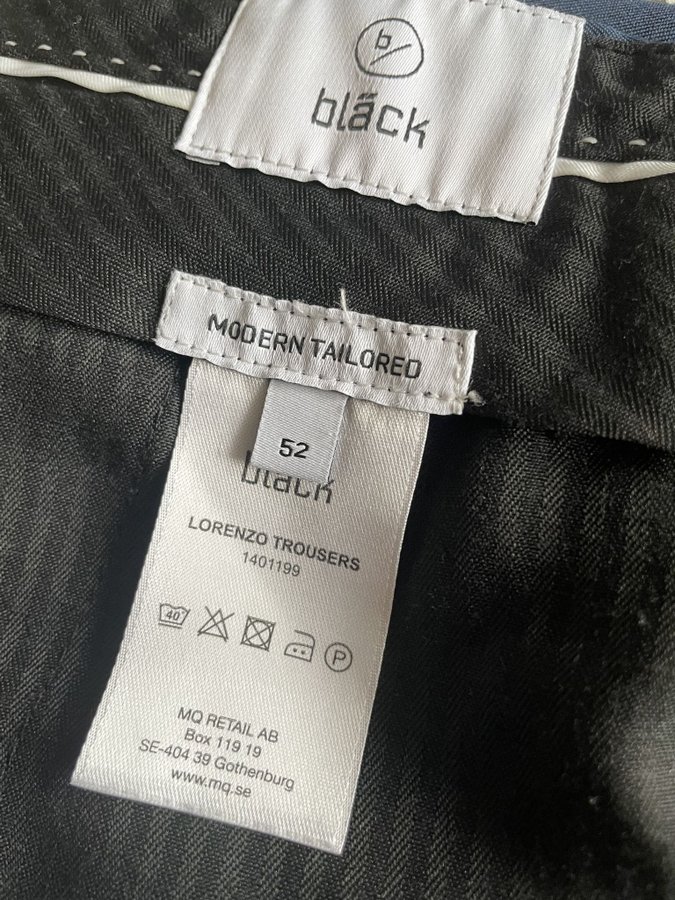 b/
bläck
MODERN TAILORED
52
bläck
LORENZO TROUSERS
1401199
40
P
MQ RETAIL AB
Box 119 19
SE-404 39 Gothenburg
www.mq.se